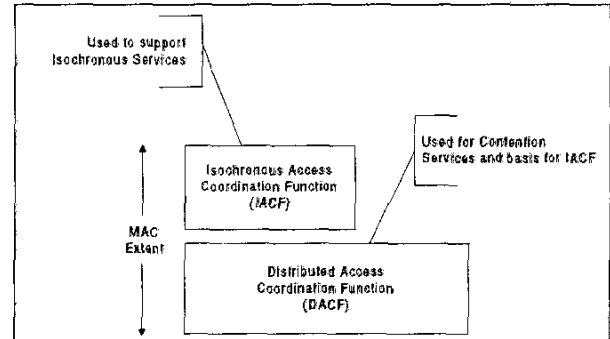 Used to support
Isochronous Services
Used for Contention
Services and basis for IACF
Isochronous Access
Coordination Function
(IACF)
MAC
Extent
Distributed Access
Coordination Function
(DACF)